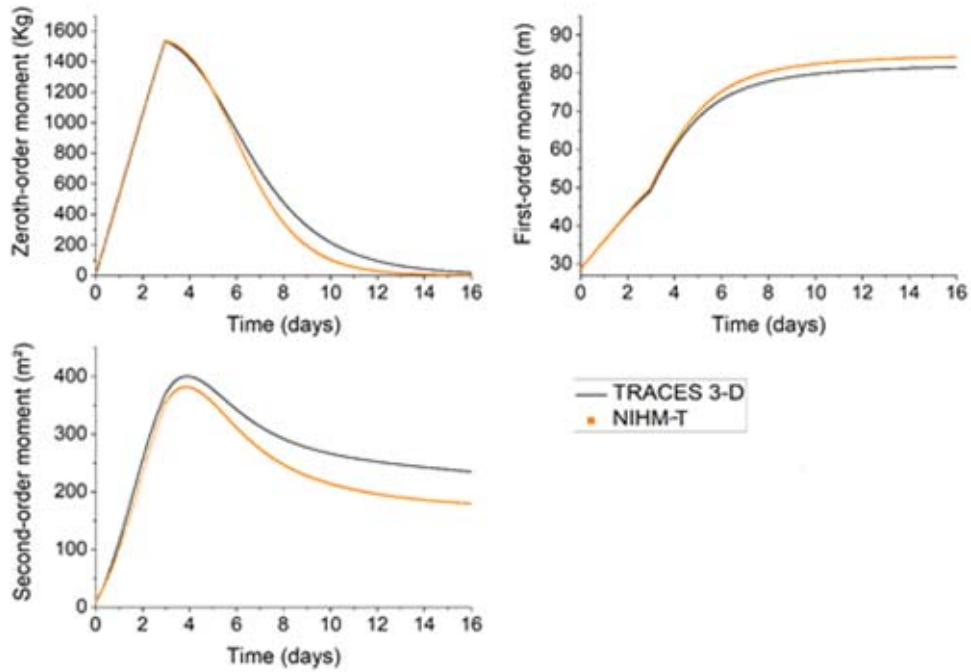 Zeroth-order moment (Kg)
1600
1400
1200
1000
800
600
400
200
0
0 2 4 6 8 10 12 14 16
Time (days)
First-order moment (m)
90
80
70
60
50
40
30
0 2 4 6 8 10 12 14 16
Time (days)
Second-order moment (m²)
400
300
200
100
0
0 2 4 6 8 10 12 14 16
Time (days)
TRACES 3-D
NIHM-T